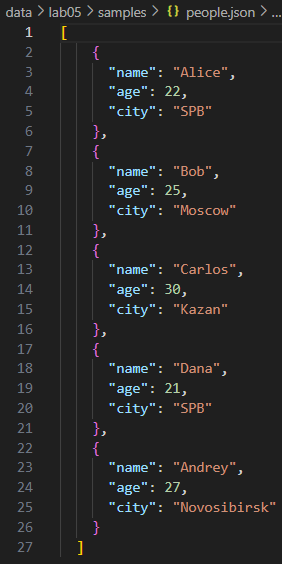 data > lab05 > samples > {} people.json > ...
1 [
2 {
3 "name": "Alice",
4 "age": 22,
5 "city": "SPB"
6 },
7 {
8 "name": "Bob",
9 "age": 25,
10 "city": "Moscow"
11 },
12 {
13 "name": "Carlos",
14 "age": 30,
15 "city": "Kazan"
16 },
17 {
18 "name": "Dana",
19 "age": 21,
20 "city": "SPB"
21 },
22 {
23 "name": "Andrey",
24 "age": 27,
25 "city": "Novosibirsk"
26 }
27 ]